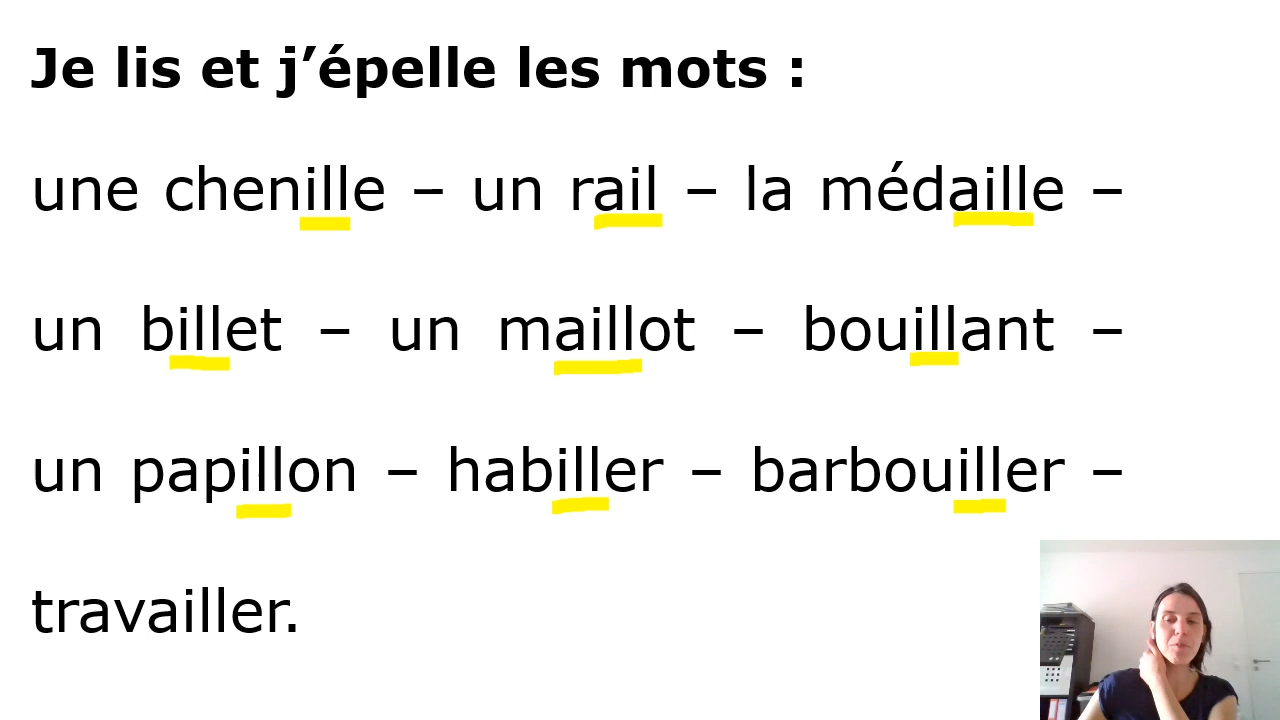 Je lis et j’épelle les mots :
une chenille – un rail – la médaille –
un billet – un maillot – bouillant –
un papillon – habiller – barbouiller –
travailler.